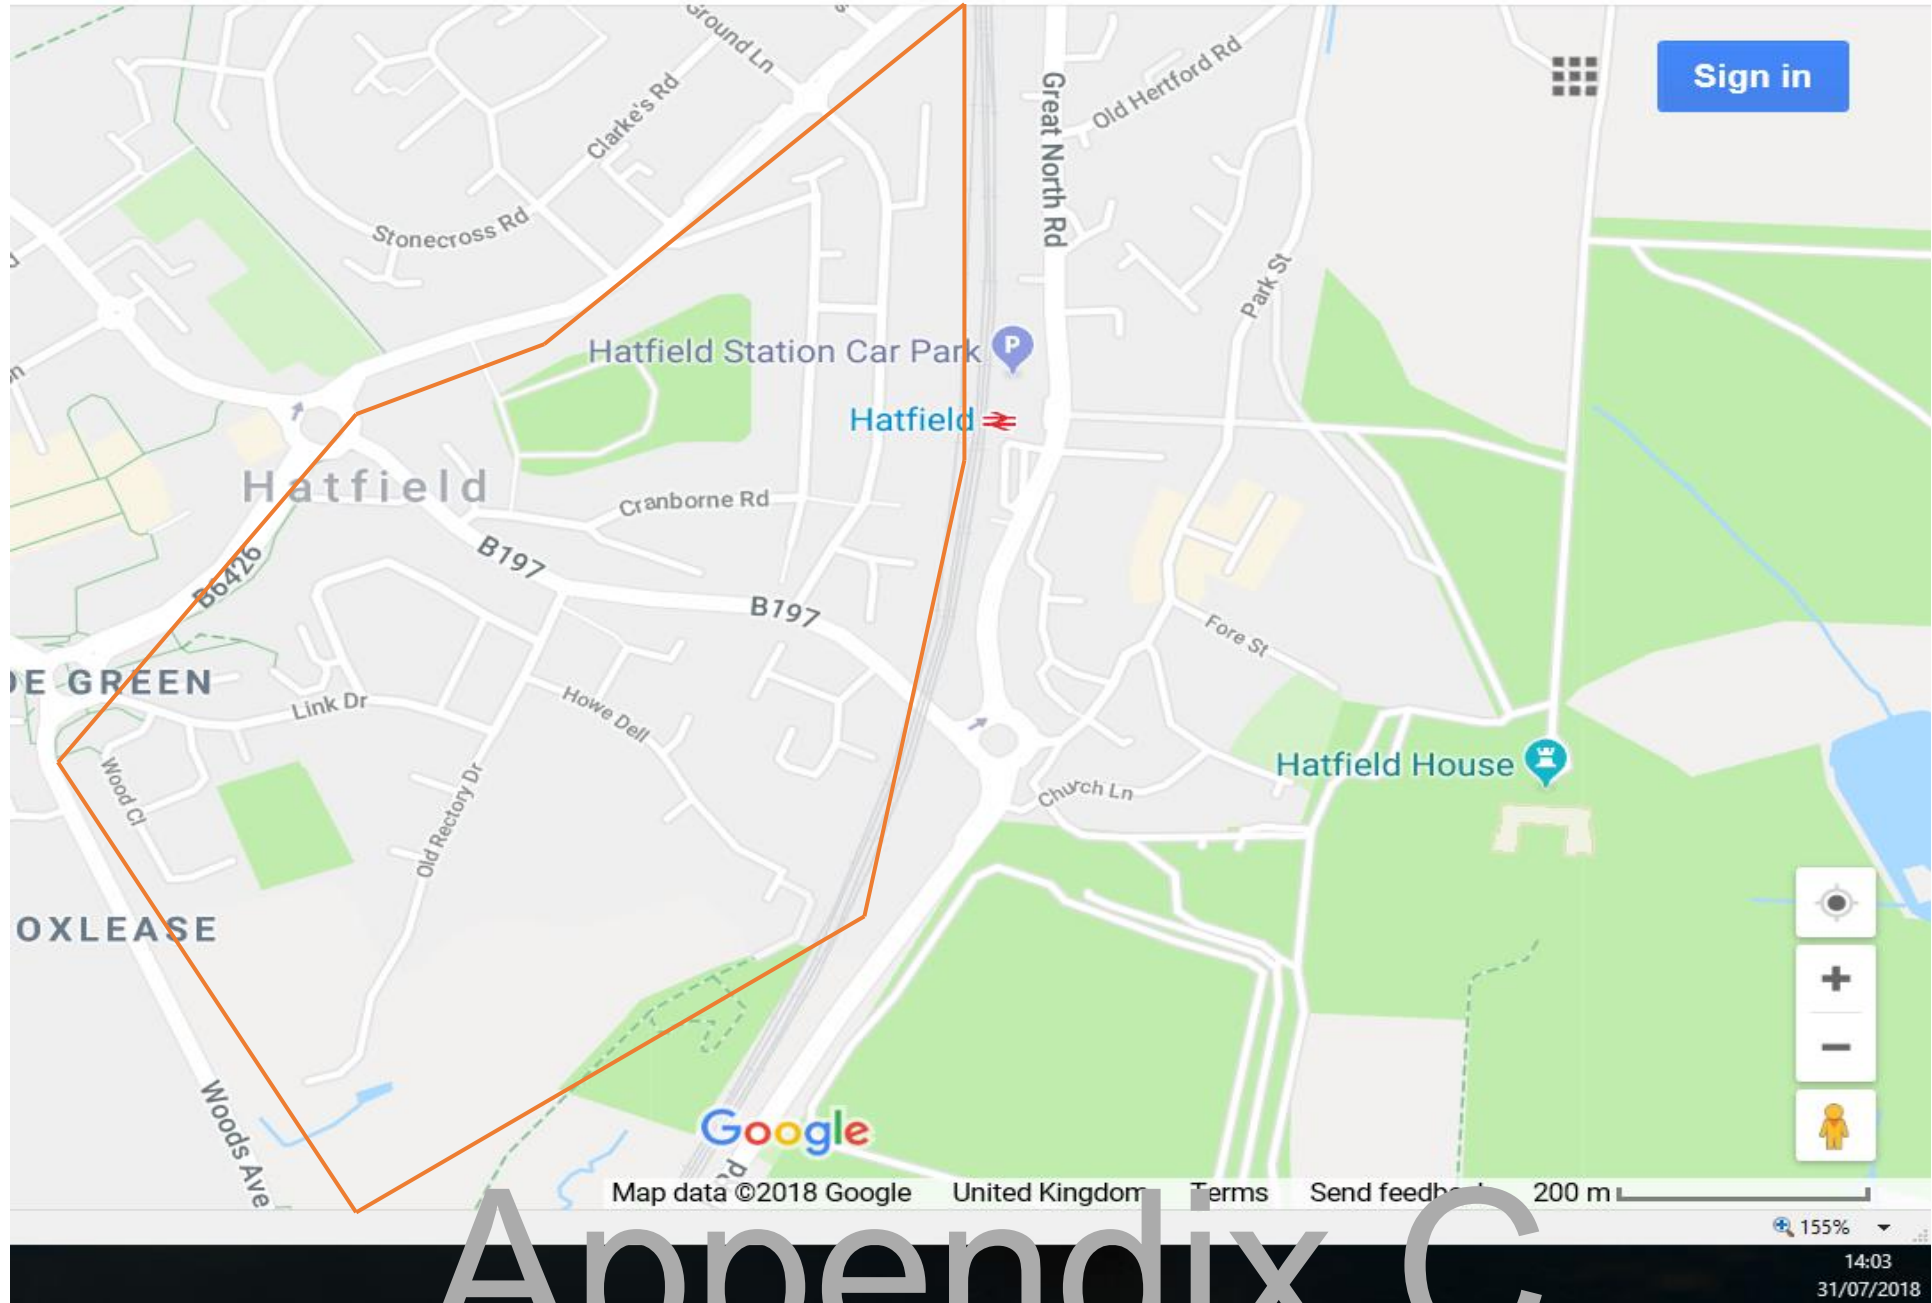 Ground Ln
Sign in
Old Hertford Rd
Clarke's Rd
Great North Rd
Stonecross Rd
Park St
Hatfield Station Car Park
P
Hatfield
Hatfield
Cranborne Rd
B197
B6426
B197
Fore St
DE GREEN
Link Dr
Howe Dell
Wood Cl
Old Rectory Dr
Hatfield House
Church Ln
OXLEASE
Woods Ave
Google
Map data ©2018 Google United Kingdom Terms Send feedback 200 m
155%
Appendix C
14:03
31/07/2018